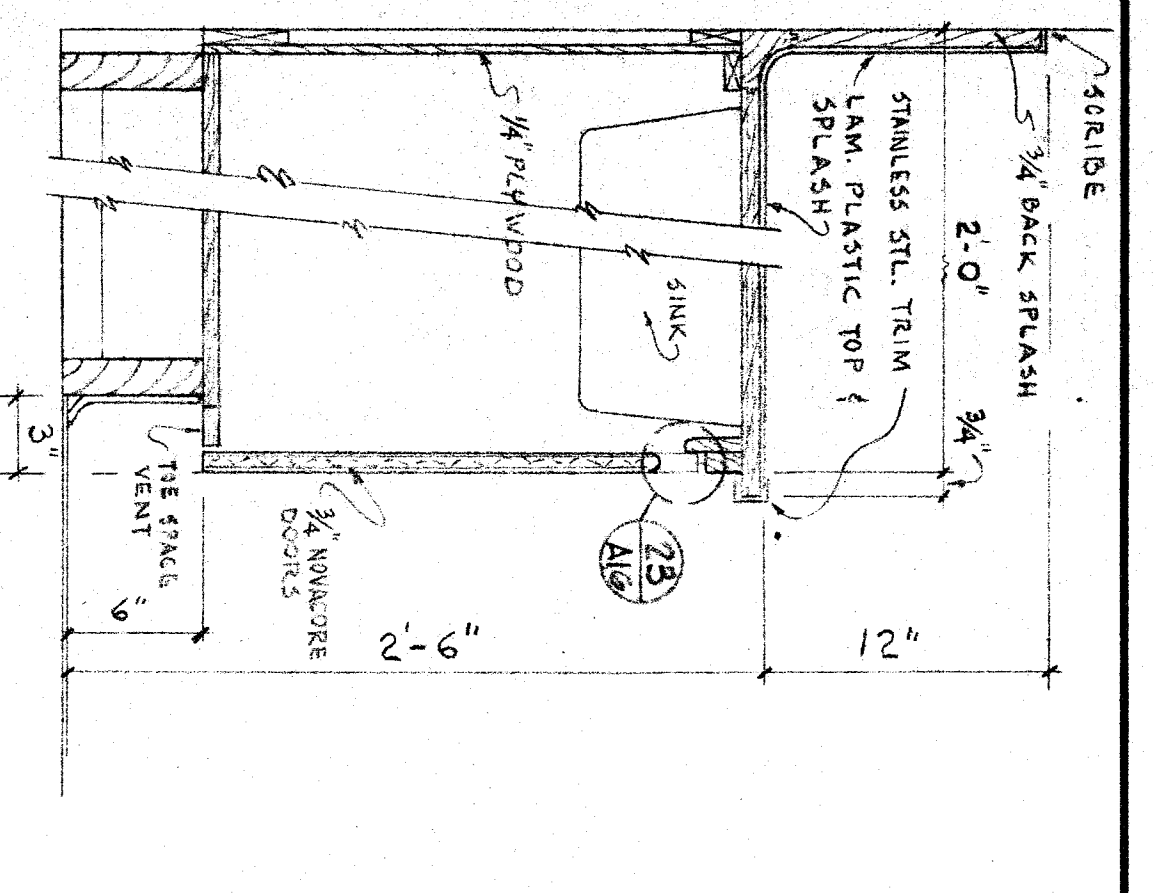 SCRIBE
3/4" BACK SPLASH
2'-0"
3/4"
STAINLESS STL. TRIM
LAM. PLASTIC TOP &
SPLASH
1/4" PLYWOOD
SINK
23
A16
3/4" NOVACORE
DOORS
TOE SPACE
VENT
3"
6"
2'-6"
12"